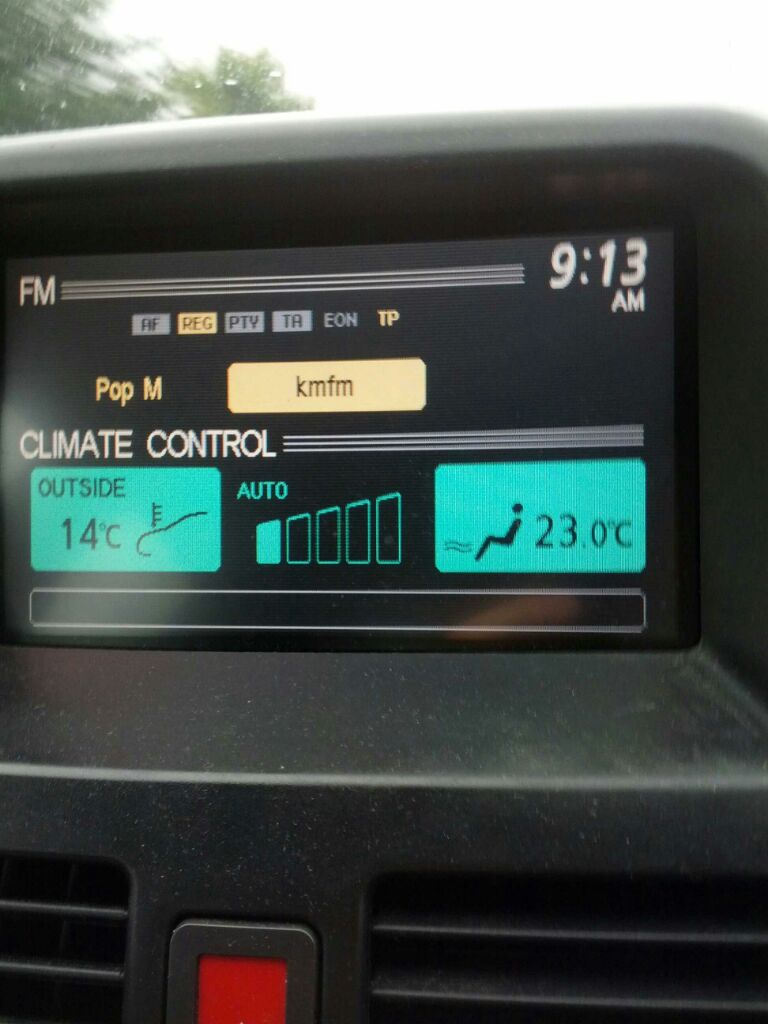 FM 9:13
AM
AF REG PTY TA EON TP
Pop M kmfm
CLIMATE CONTROL
OUTSIDE AUTO
14°C 23.0°C